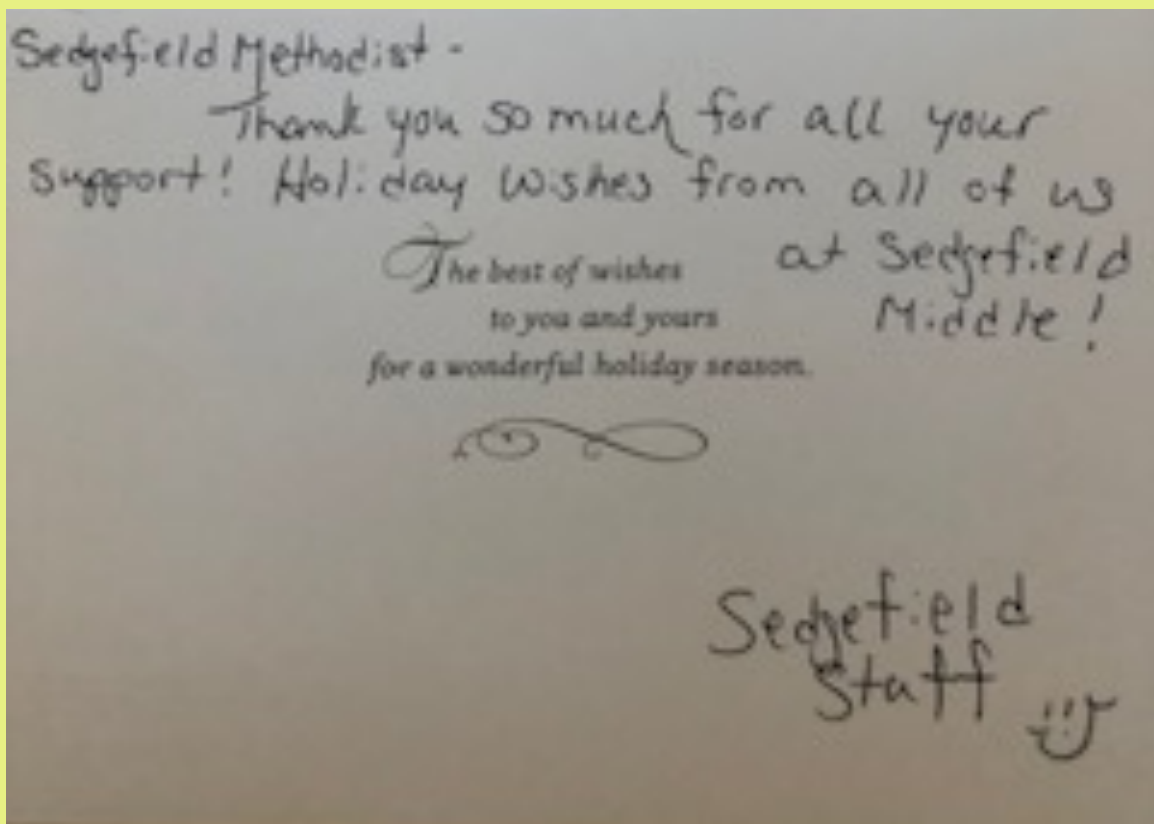 Sedgefield Methodist -
Thank you so much for all your
support! Holiday Wishes from all of us
at Sedgefield
Middle!
The best of wishes
to you and yours
for a wonderful holiday season.
Sedgefield
Staff